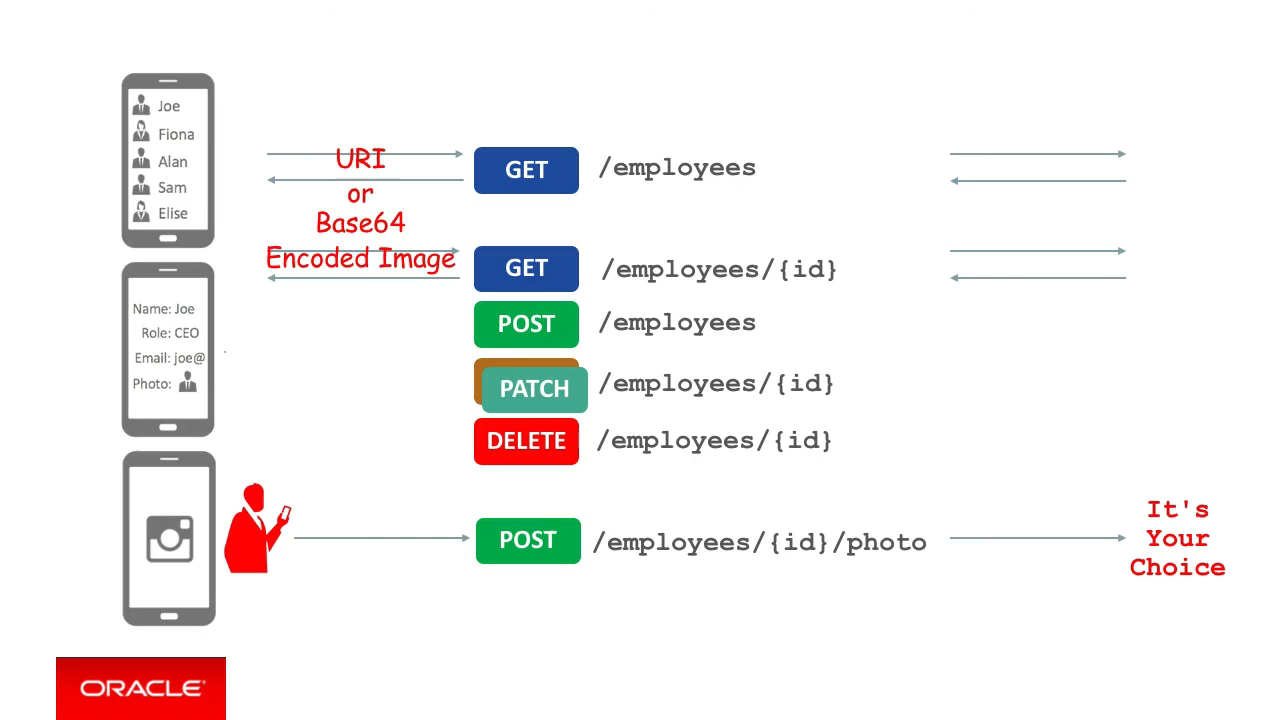 Joe
Fiona
Alan
Sam
Elise
URI
or
Base64
Encoded Image
GET /employees
GET /employees/{id}
POST /employees
PATCH /employees/{id}
DELETE /employees/{id}
Name: Joe
Role: CEO
Email: joe@
Photo:
POST /employees/{id}/photo
It's
Your
Choice
ORACLE®